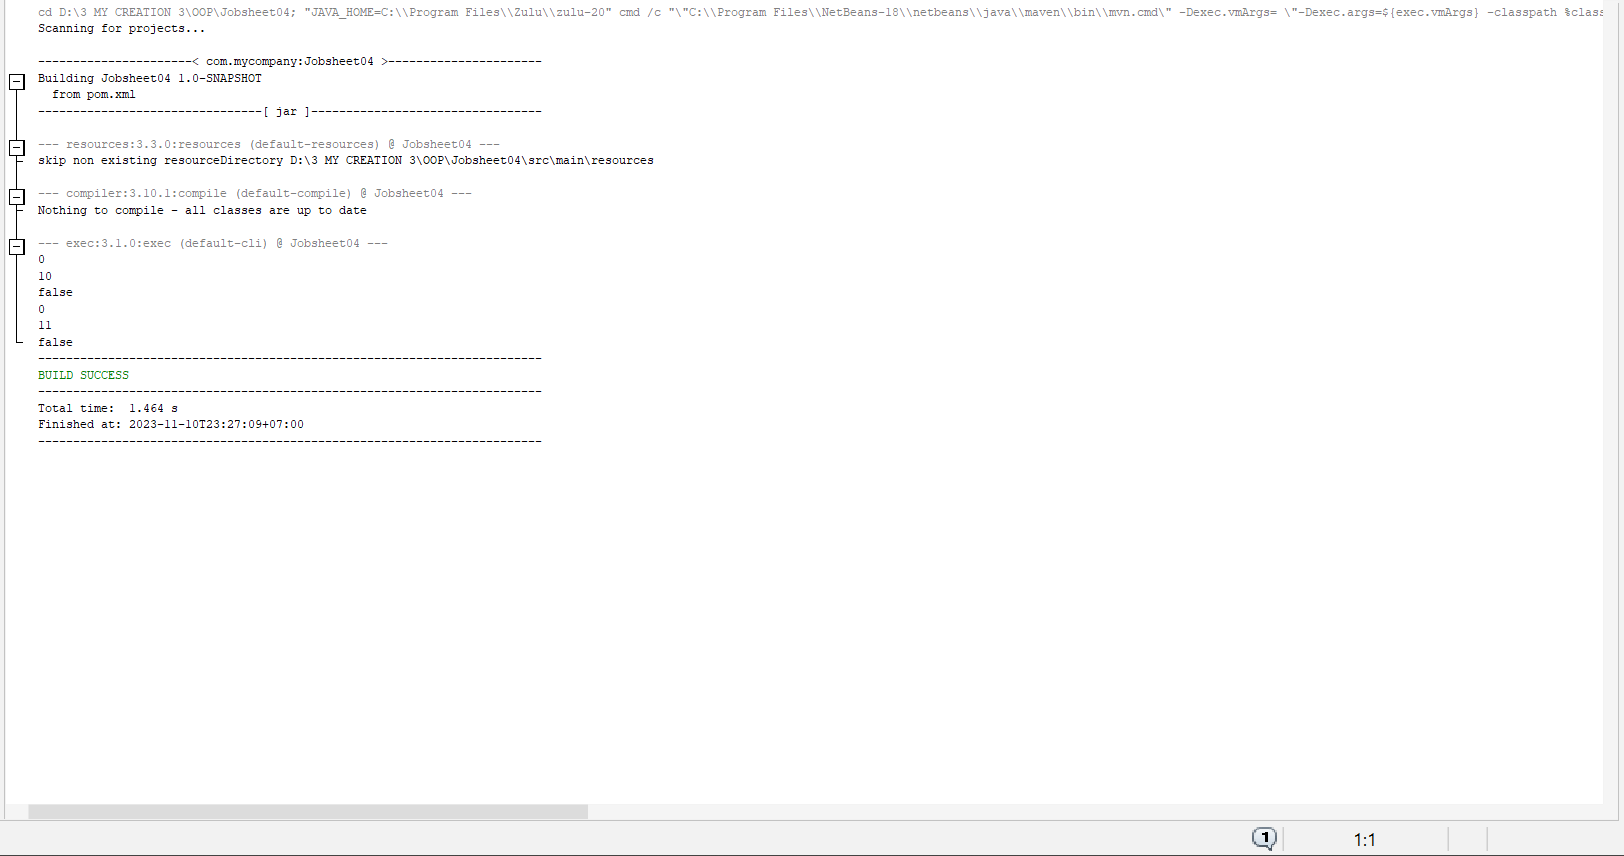 cd D:\3 MY CREATION 3\OOP\Jobsheet04; "JAVA_HOME=C:\\Program Files\\Zulu\\zulu-20" cmd /c "\"C:\\Program Files\\NetBeans-18\\netbeans\\java\\maven\\bin\\mvn.cmd\" -Dexec.vmArgs= \"-Dexec.args=${exec.vmArgs} -classpath %class
Scanning for projects...
----------------------< com.mycompany:Jobsheet04 >----------------------
Building Jobsheet04 1.0-SNAPSHOT
  from pom.xml
--------------------------------[ jar ]---------------------------------
--- resources:3.3.0:resources (default-resources) @ Jobsheet04 ---
skip non existing resourceDirectory D:\3 MY CREATION 3\OOP\Jobsheet04\src\main\resources
--- compiler:3.10.1:compile (default-compile) @ Jobsheet04 ---
Nothing to compile - all classes are up to date
--- exec:3.1.0:exec (default-cli) @ Jobsheet04 ---
0
10
false
0
11
false
------------------------------------------------------------------------
BUILD SUCCESS
------------------------------------------------------------------------
Total time:  1.464 s
Finished at: 2023-11-10T23:27:09+07:00
------------------------------------------------------------------------
1 1:1